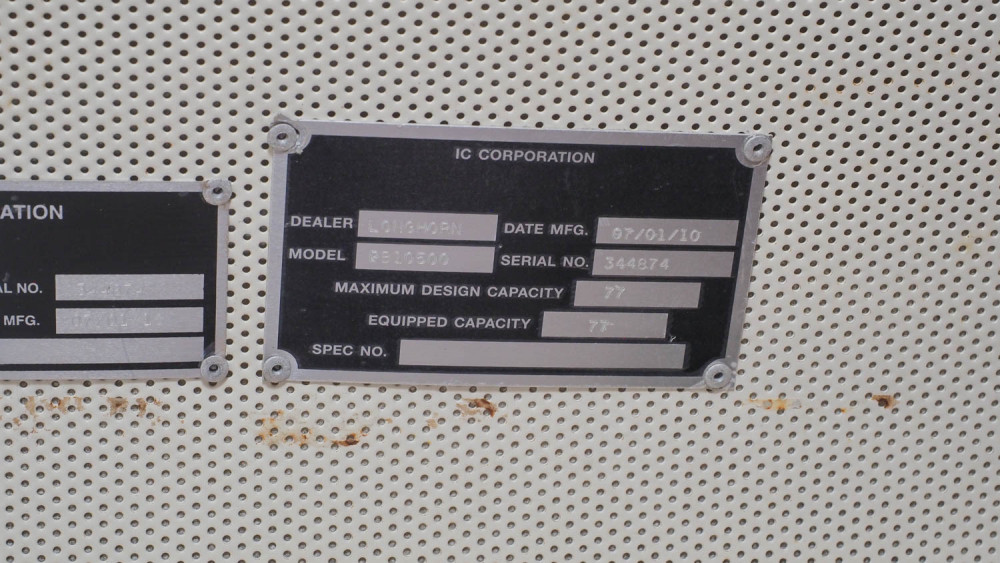 IC CORPORATION
DEALER LONGHORN DATE MFG. 07/01/10
MODEL PB10500 SERIAL NO. 344874
MAXIMUM DESIGN CAPACITY 77
EQUIPPED CAPACITY 77
SPEC NO.
ATION
AL NO.
MFG.